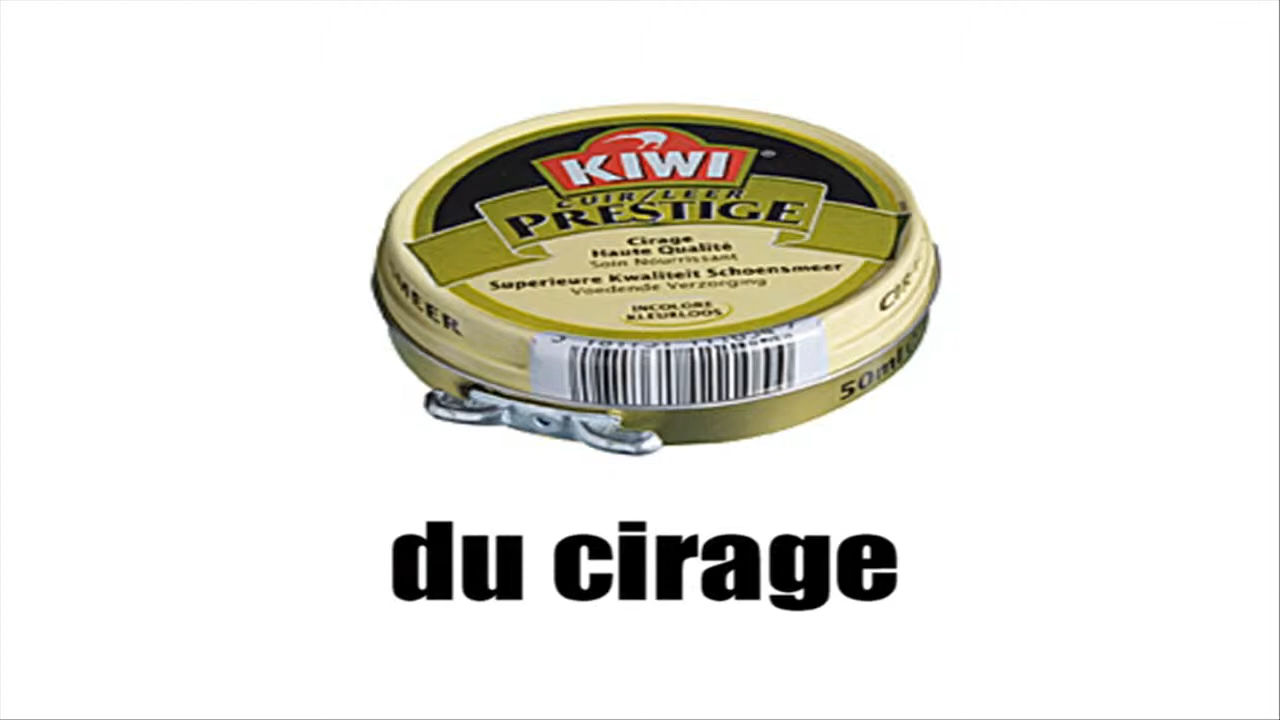 KIWI
CUIR/LEER
PRESTIGE
Cirage
Haute Qualité
Soin Nourrissant
Superieure Kwaliteit Schoensmeer
Voedende Verzorging
INCOLORE
KLEURLOOS
MEER
50ml
du cirage